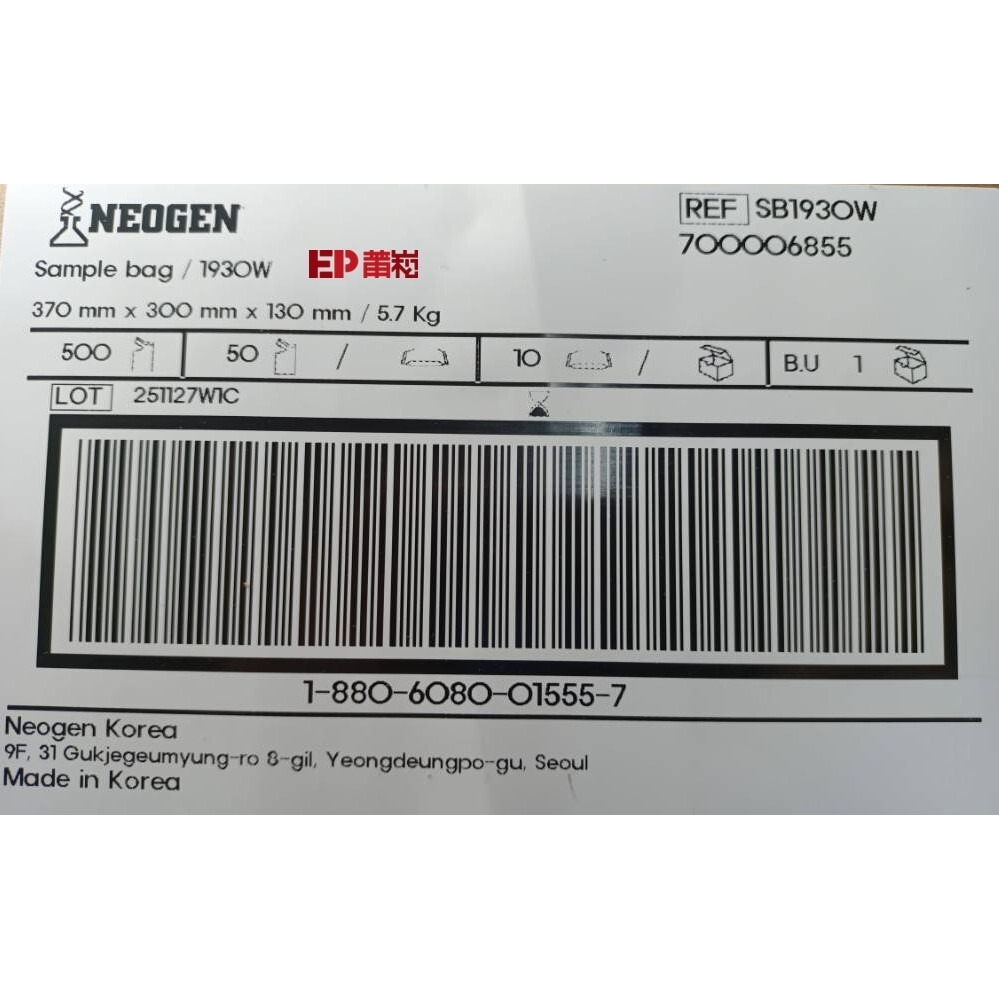 NEOGEN
REF SB1930W
700006855
Sample bag / 1930W
EP 蕾崧
370 mm x 300 mm x 130 mm / 5.7 Kg
500 50 / 10 / B.U 1
LOT 251127W1C
1-880-6080-01555-7
Neogen Korea
9F, 31 Gukjegeumyung-ro 8-gil, Yeongdeungpo-gu, Seoul
Made in Korea